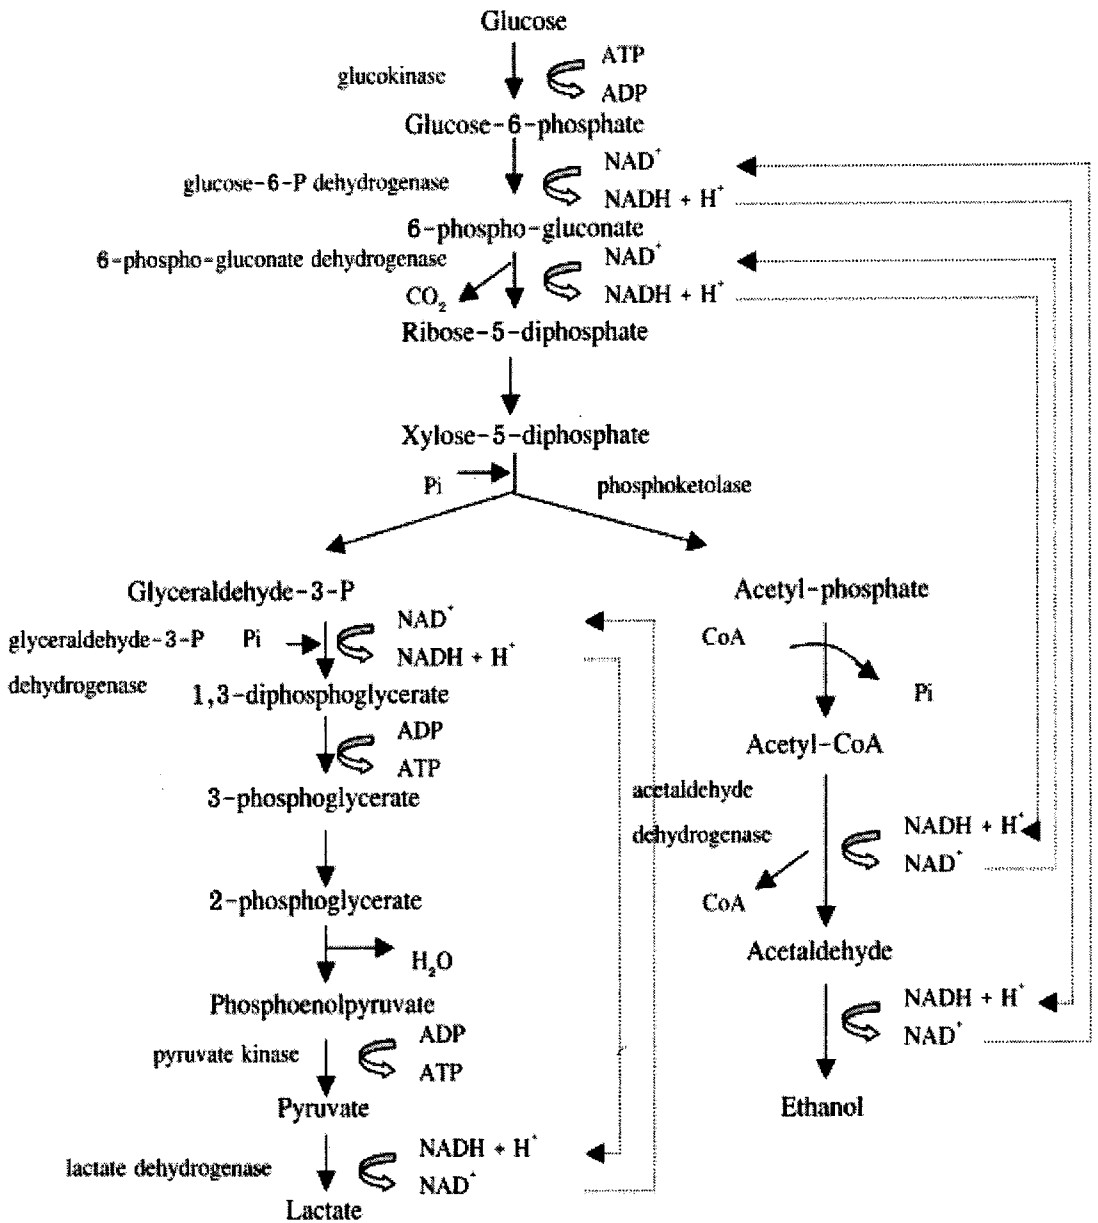 Glucose
ATP
glucokinase
ADP
Glucose-6-phosphate
NAD⁺
glucose-6-P dehydrogenase
NADH + H⁺
6-phospho-gluconate
6-phospho-gluconate dehydrogenase
NAD⁺
CO₂
NADH + H⁺
Ribose-5-diphosphate
Xylose-5-diphosphate
Pi
phosphoketolase
Glyceraldehyde-3-P
Acetyl-phosphate
NAD⁺
glyceraldehyde-3-P Pi
dehydrogenase
NADH + H⁺
CoA
Pi
1,3-diphosphoglycerate
ADP
ATP
Acetyl-CoA
3-phosphoglycerate
acetaldehyde
dehydrogenase
NADH + H⁺
NAD⁺
CoA
2-phosphoglycerate
H₂O
Acetaldehyde
Phosphoenolpyruvate
NADH + H⁺
NAD⁺
ADP
pyruvate kinase
ATP
Pyruvate
Ethanol
NADH + H⁺
lactate dehydrogenase
NAD⁺
Lactate